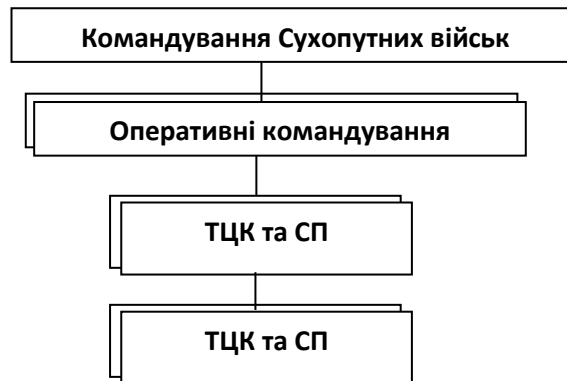 Командування Сухопутних військ
Оперативні командування
ТЦК та СП
ТЦК та СП